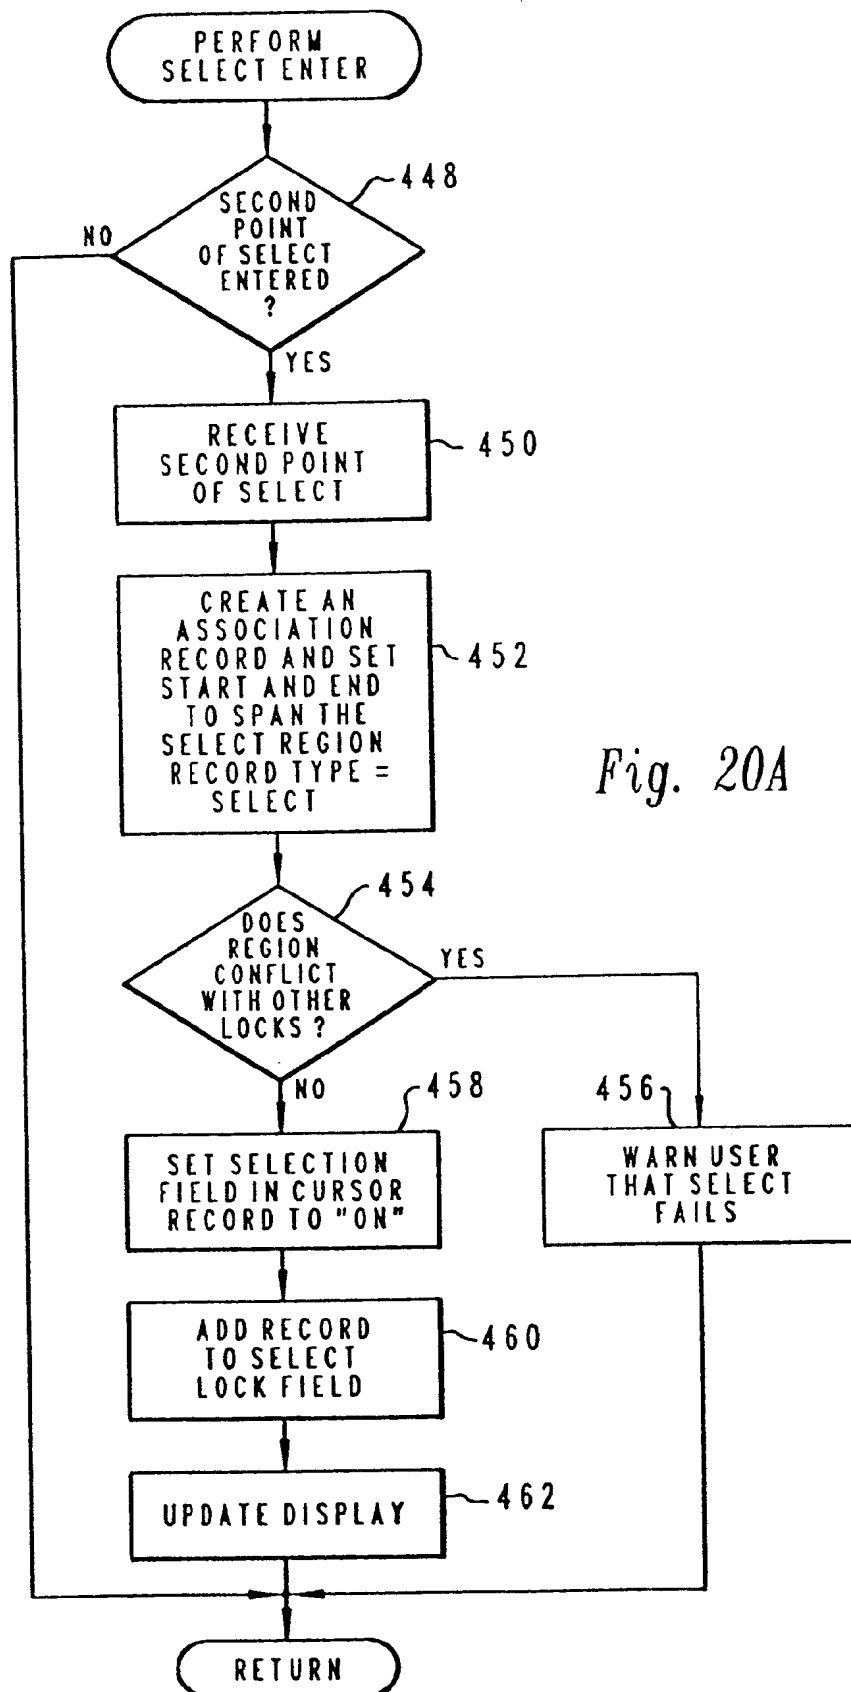 PERFORM
SELECT ENTER
448
SECOND
POINT
OF SELECT
ENTERED
?
NO
YES
RECEIVE
SECOND POINT
OF SELECT
450
CREATE AN
ASSOCIATION
RECORD AND SET
START AND END
TO SPAN THE
SELECT REGION
RECORD TYPE =
SELECT
452
Fig. 20A
454
DOES
REGION
CONFLICT
WITH OTHER
LOCKS ?
YES
NO
458
456
SET SELECTION
FIELD IN CURSOR
RECORD TO "ON"
WARN USER
THAT SELECT
FAILS
ADD RECORD
TO SELECT
LOCK FIELD
460
UPDATE DISPLAY
462
RETURN